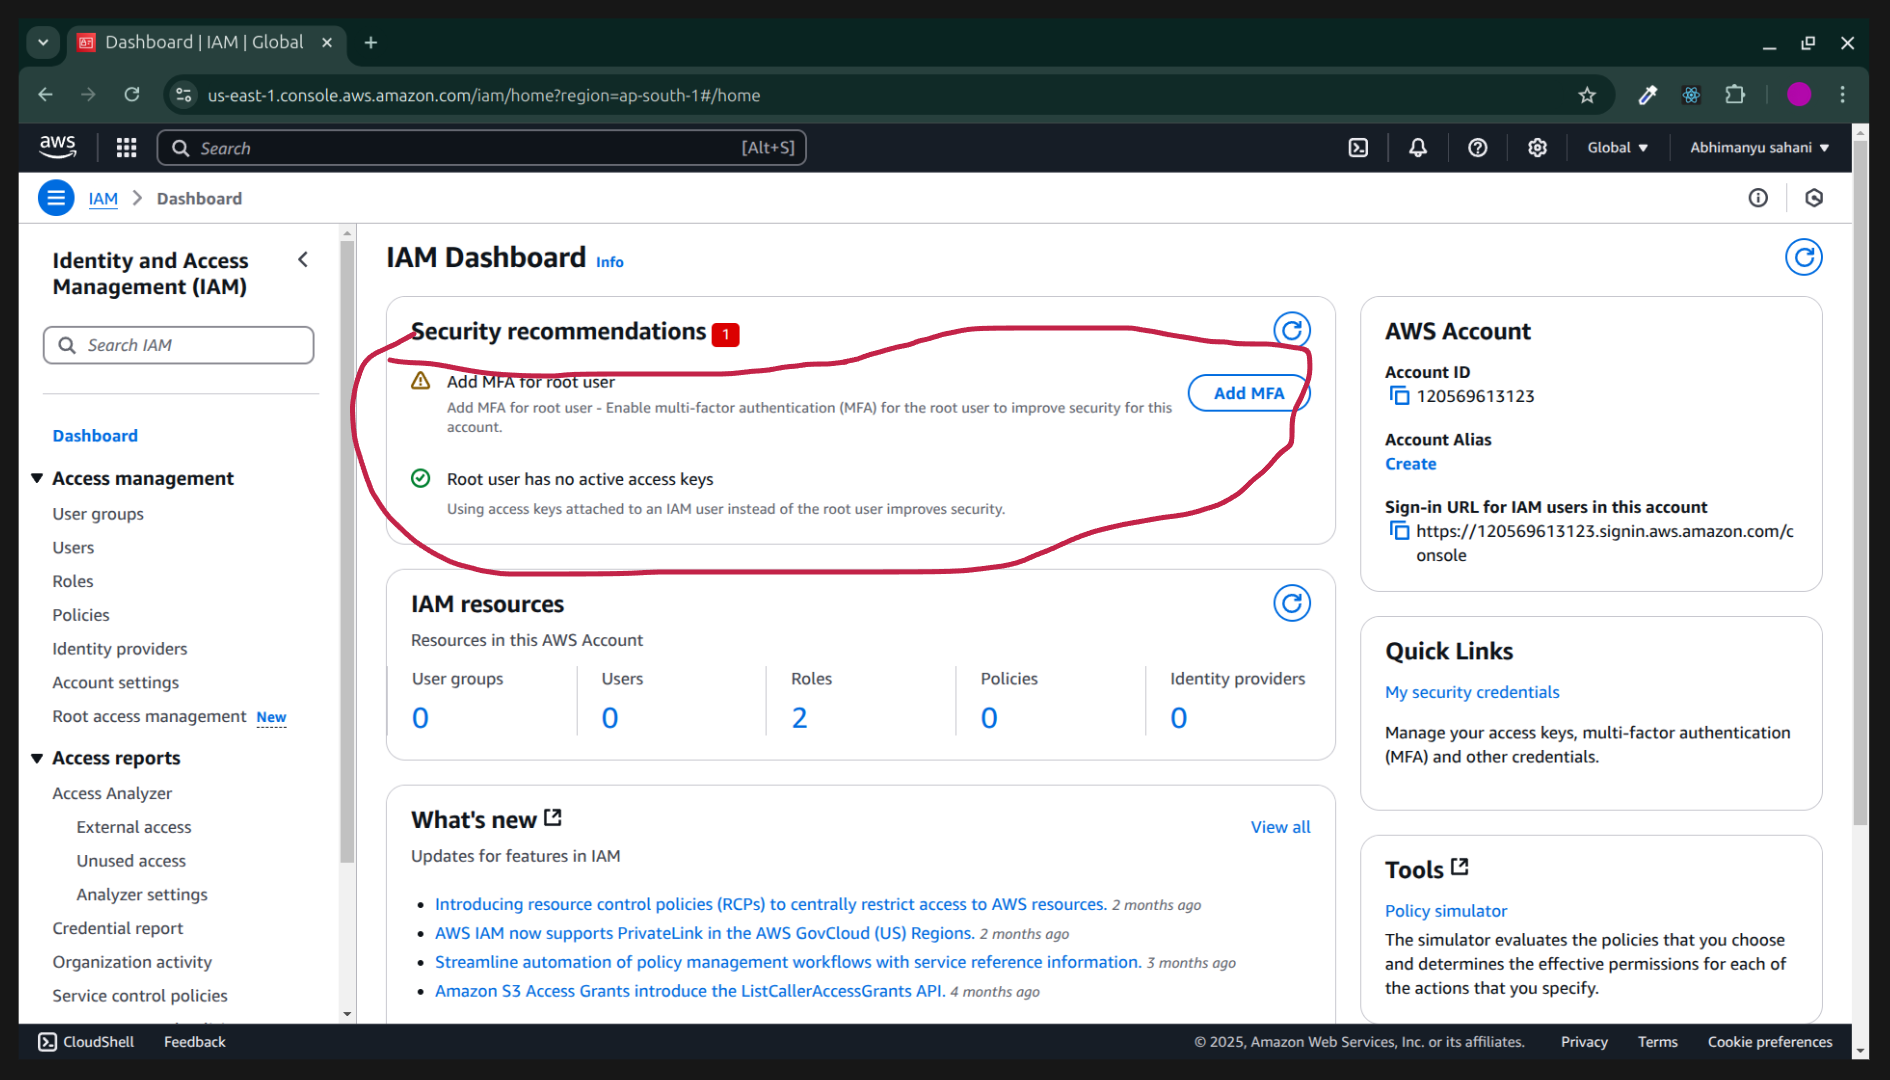 Dashboard | IAM | Global
us-east-1.console.aws.amazon.com/iam/home?region=ap-south-1#/home
aws
Search
[Alt+S]
Global
Abhimanyu sahani
IAM
Dashboard
Identity and Access
Management (IAM)
Search IAM
Dashboard
Access management
User groups
Users
Roles
Policies
Identity providers
Account settings
Root access management New
Access reports
Access Analyzer
External access
Unused access
Analyzer settings
Credential report
Organization activity
Service control policies
IAM Dashboard Info
Security recommendations 1
Add MFA for root user
Add MFA for root user - Enable multi-factor authentication (MFA) for the root user to improve security for this
account.
Add MFA
Root user has no active access keys
Using access keys attached to an IAM user instead of the root user improves security.
IAM resources
Resources in this AWS Account
User groups
0
Users
0
Roles
2
Policies
0
Identity providers
0
What's new
View all
Updates for features in IAM
Introducing resource control policies (RCPs) to centrally restrict access to AWS resources. 2 months ago
AWS IAM now supports PrivateLink in the AWS GovCloud (US) Regions. 2 months ago
Streamline automation of policy management workflows with service reference information. 3 months ago
Amazon S3 Access Grants introduce the ListCallerAccessGrants API. 4 months ago
AWS Account
Account ID
120569613123
Account Alias
Create
Sign-in URL for IAM users in this account
https://120569613123.signin.aws.amazon.com/c
onsole
Quick Links
My security credentials
Manage your access keys, multi-factor authentication
(MFA) and other credentials.
Tools
Policy simulator
The simulator evaluates the policies that you choose
and determines the effective permissions for each of
the actions that you specify.
CloudShell
Feedback
© 2025, Amazon Web Services, Inc. or its affiliates.
Privacy
Terms
Cookie preferences